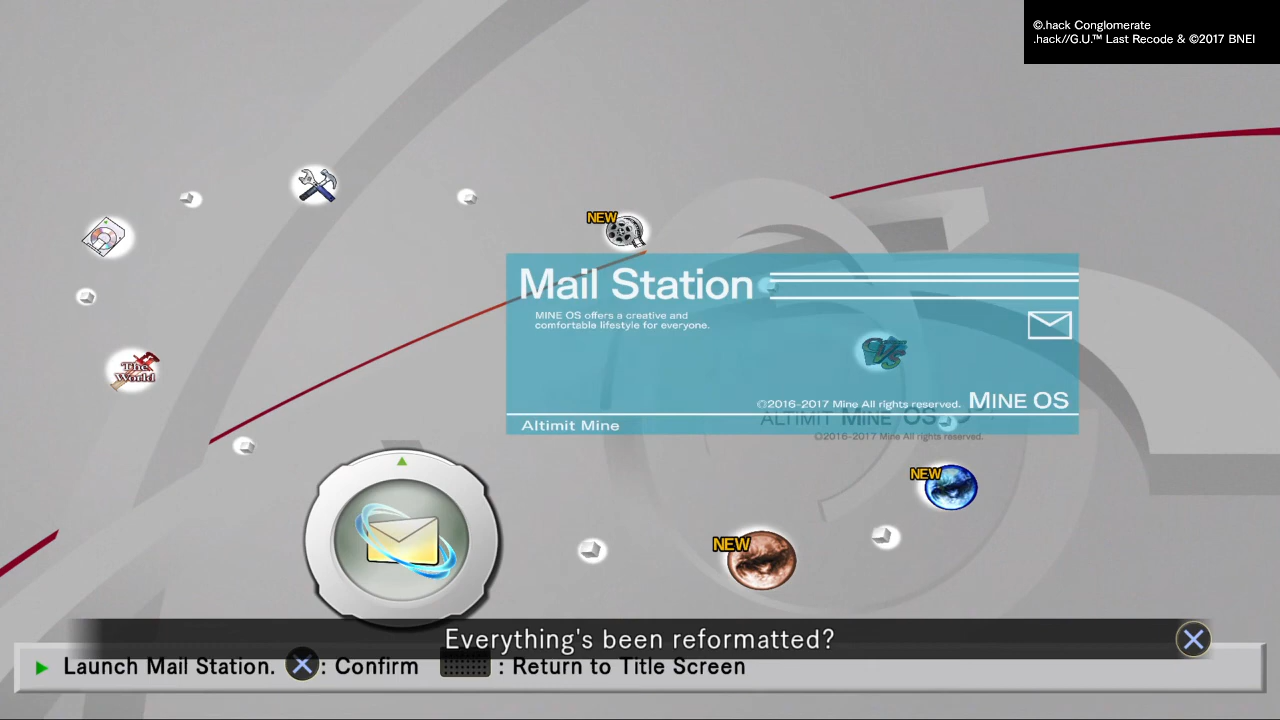 ©.hack Conglomerate
.hack//G.U.™ Last Recode & ©2017 BNEI
NEW
Mail Station
MINE OS offers a creative and
comfortable lifestyle for everyone.
The
World
©2016-2017 Mine All rights reserved. MINE OS
ALTIMIT MINE OS
Altimit Mine
©2016-2017 Mine All rights reserved.
NEW
NEW
Everything's been reformatted?
Launch Mail Station. : Confirm : Return to Title Screen